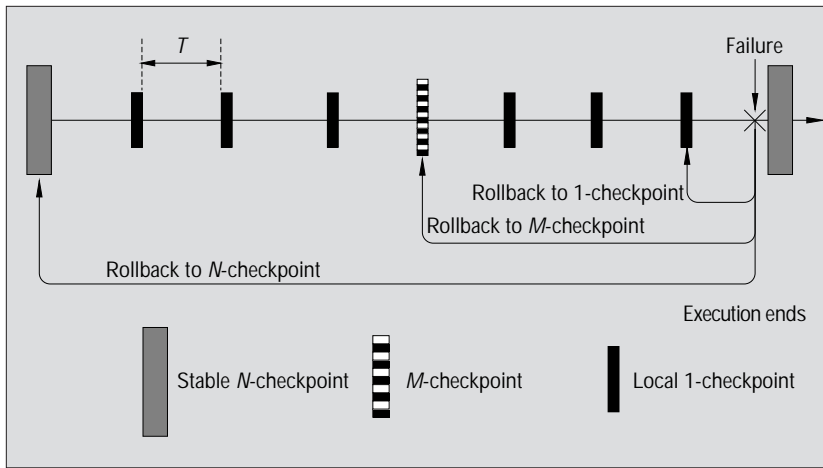 T
Failure
Rollback to 1-checkpoint
Rollback to M-checkpoint
Rollback to N-checkpoint
Execution ends
Stable N-checkpoint
M-checkpoint
Local 1-checkpoint